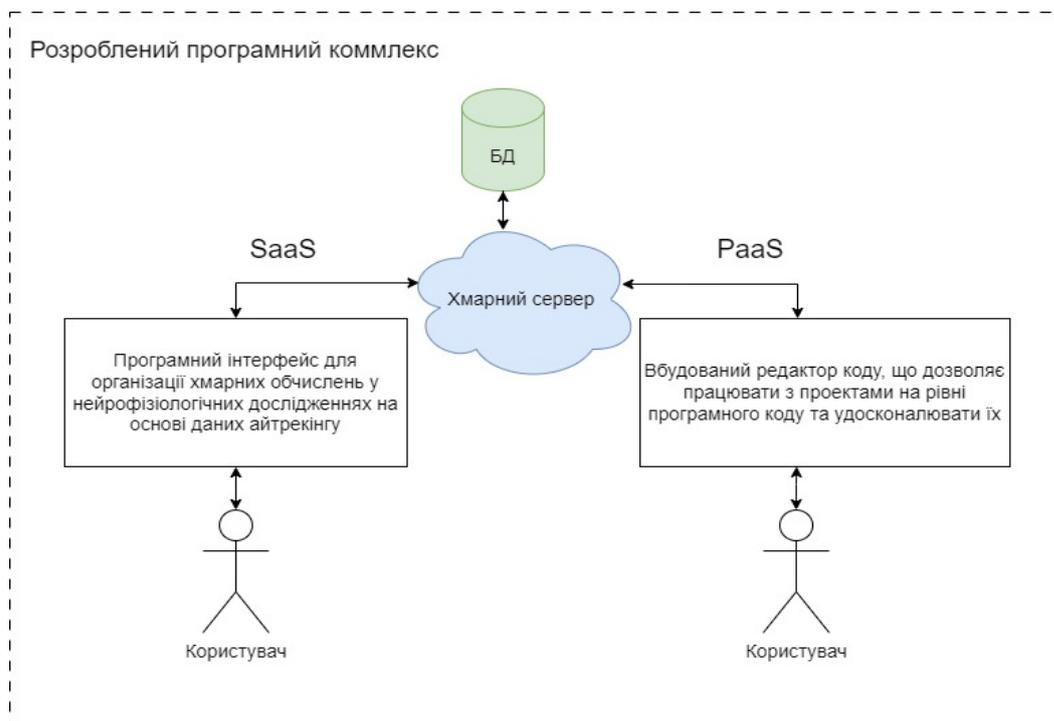 Розроблений програмний коммлекс
БД
SaaS
PaaS
Хмарний сервер
Програмний інтерфейс для
організації хмарних обчислень у
нейрофізіологічних дослідженнях на
основі даних айтрекінгу
Вбудований редактор коду, що дозволяє
працювати з проектами на рівні
програмного коду та удосконалювати їх
Користувач
Користувач